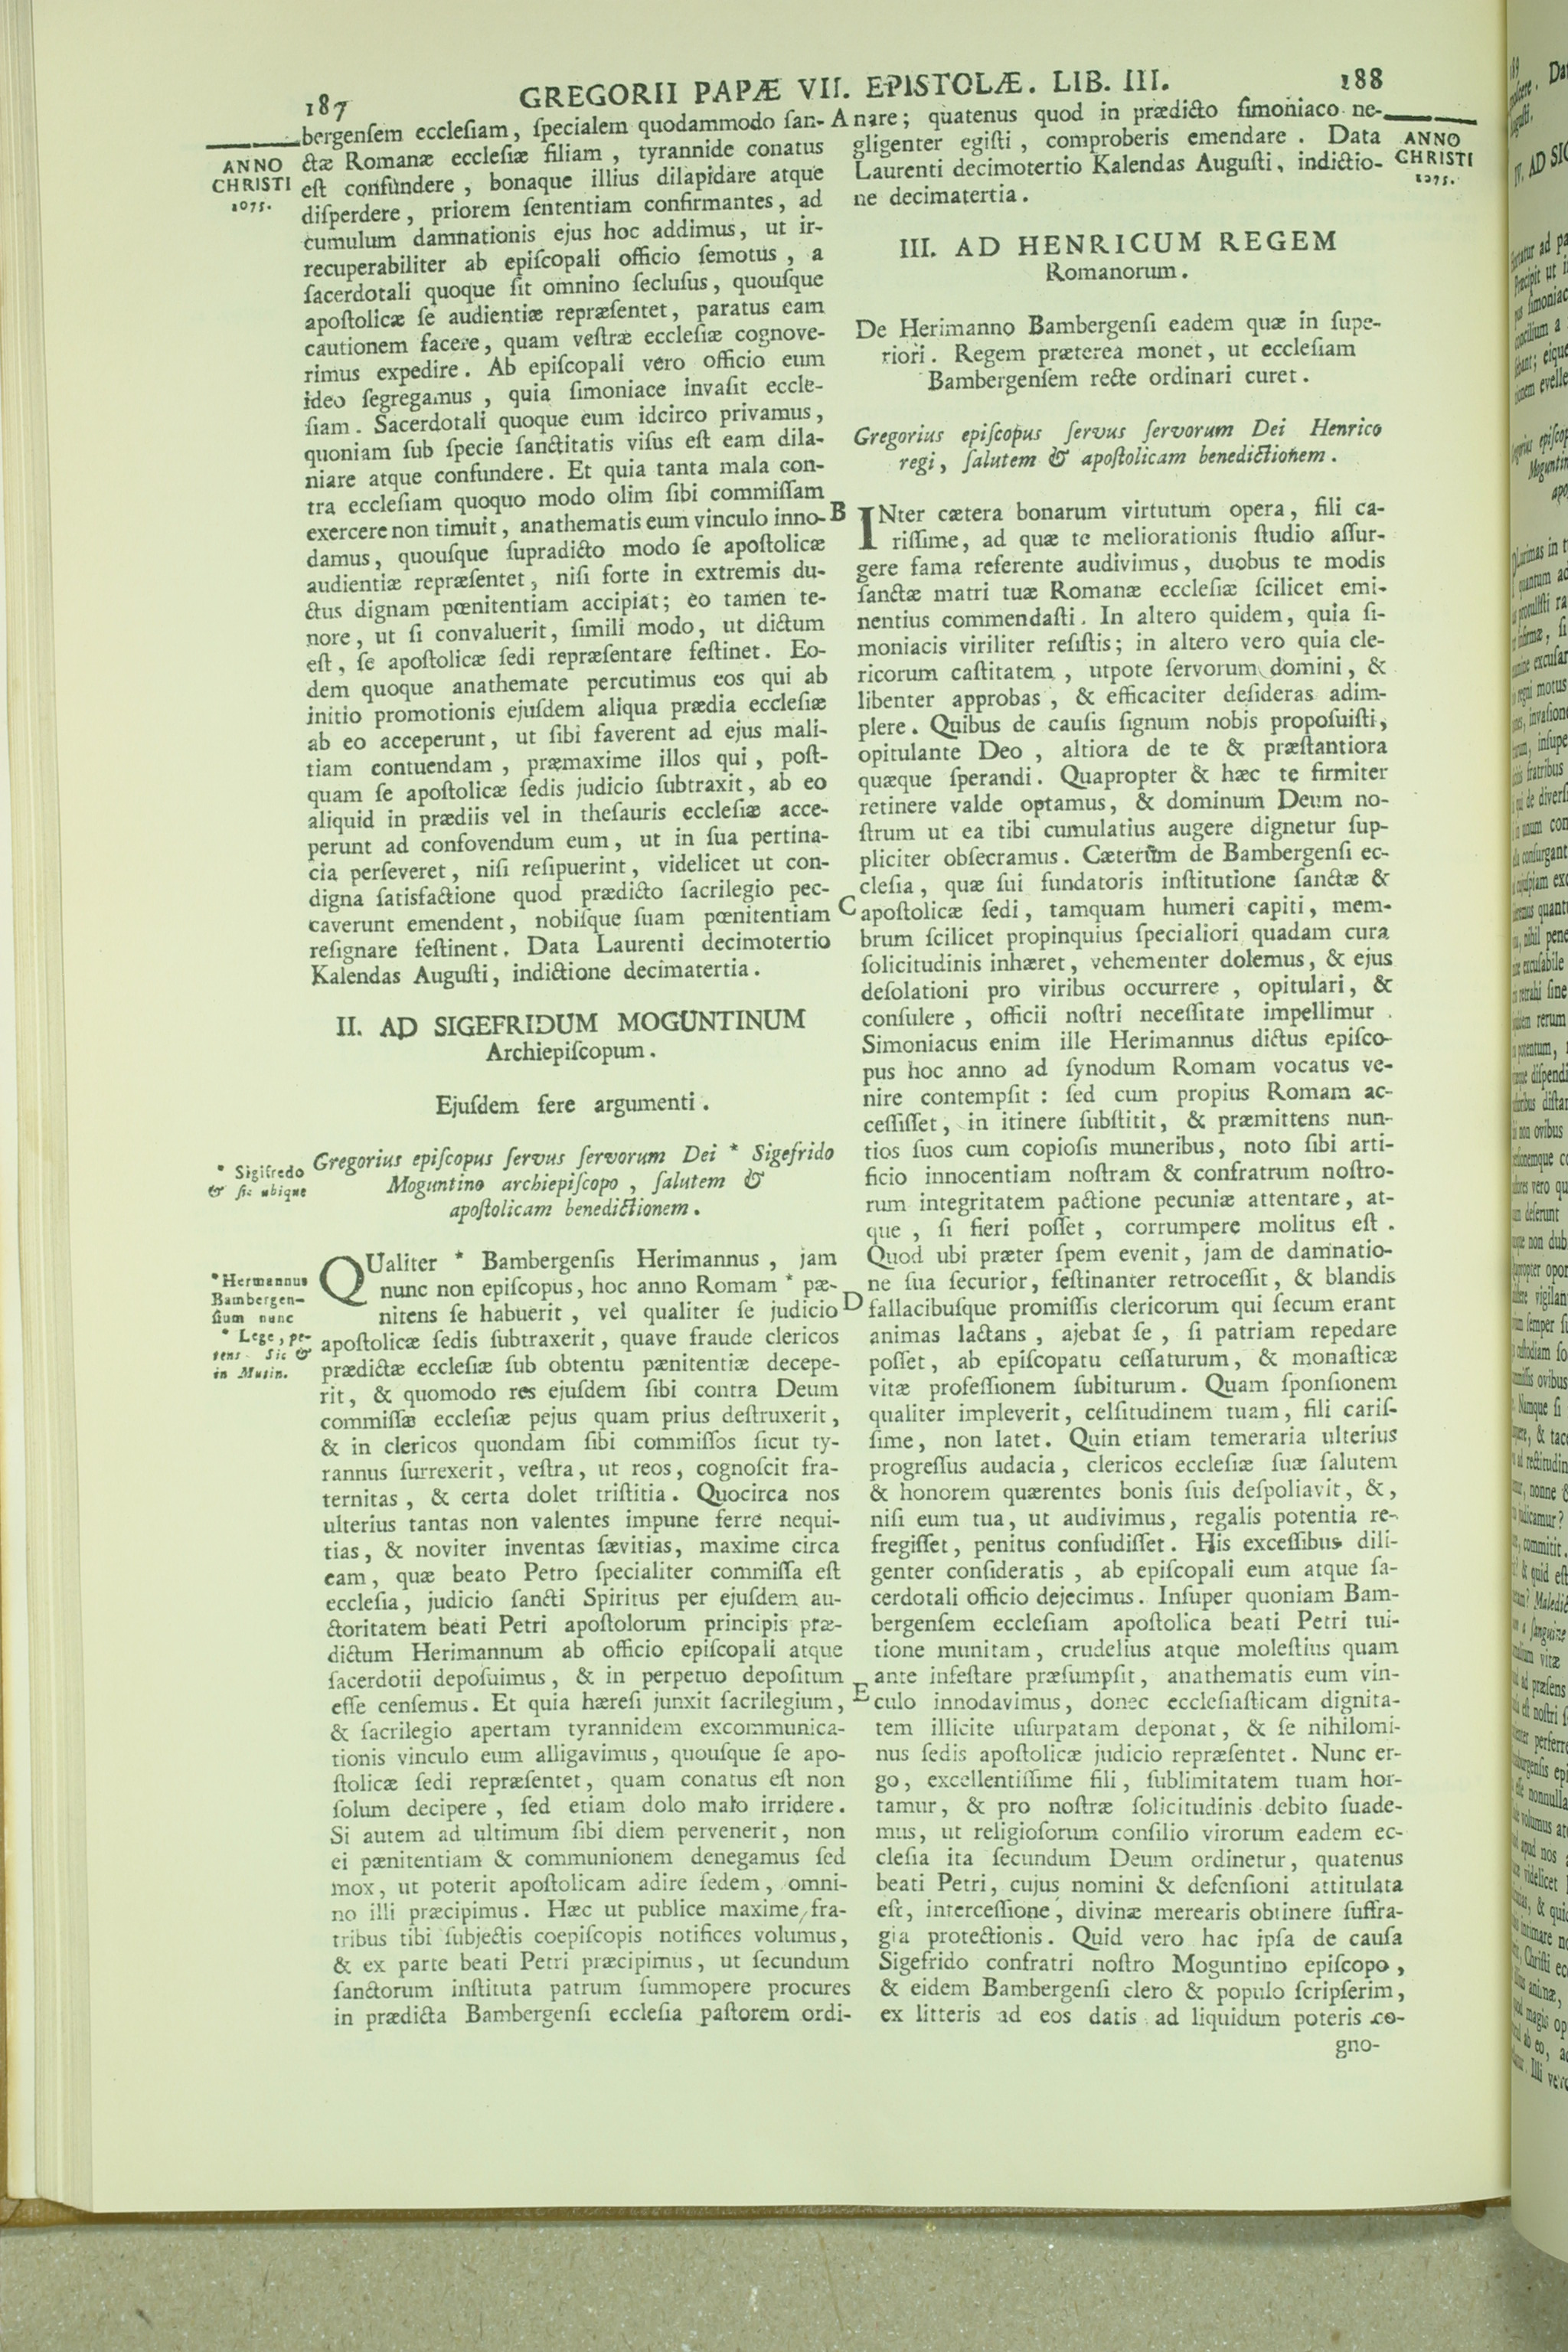 187
GREGORII PAPÆ VII. EPISTOLÆ. LIB. III.
188
ANNO
CHRISTI
1075.
bergenſem eccleſiam, ſpecialem quodammodo ſan-
ctæ Romanæ eccleſiæ filiam, tyrannide conatus
eſt confundere, bonaque illius dilapidare atque
diſperdere, priorem ſententiam confirmantes, ad
cumulum damnationis ejus hoc addimus, ut ir-
recuperabiliter ab epiſcopali officio ſemotus, a
ſacerdotali quoque ſit omnino ſecluſus, quouſque
apoſtolicæ ſe audientiæ repræſentet, paratus eam
cautionem facere, quam veſtræ eccleſiæ cognove-
rimus expedire. Ab epiſcopali vero officio eum
ideo ſegregamus, quia ſimoniace invaſit eccle-
ſiam. Sacerdotali quoque eum idcirco privamus,
quoniam ſub ſpecie ſanctitatis viſus eſt eam dila-
niare atque confundere. Et quia tanta mala con-
tra eccleſiam quoquo modo olim ſibi commiſſam
exercere non timuit, anathematis eum vinculo inno-
damus, quouſque ſupradicto modo ſe apoſtolicæ
audientiæ repræſentet, niſi forte in extremis du-
ctus dignam pœnitentiam accipiat; eo tamen te-
nore, ut ſi convaluerit, ſimili modo, ut dictum
eſt, ſe apoſtolicæ ſedi repræſentare feſtinet. Eo-
dem quoque anathemate percutimus eos qui ab
initio promotionis ejuſdem aliqua prædia eccleſiæ
ab eo acceperunt, ut ſibi faverent ad ejus mali-
tiam contuendam, præmaxime illos qui, poſt-
quam ſe apoſtolicæ ſedis judicio ſubtraxit, ab eo
aliquid in prædiis vel in theſauris eccleſiæ acce-
perunt ad confovendum eum, ut in ſua pertina-
cia perſeveret, niſi reſipuerint, videlicet ut con-
digna ſatisfactione quod prædicto ſacrilegio pec-
caverunt emendent, nobiſque ſuam pœnitentiam
reſignare feſtinent. Data Laurenti decimotertio
Kalendas Auguſti, indictione decimatertia.
II. AD SIGEFRIDUM MOGUNTINUM
Archiepiſcopum.
Ejuſdem fere argumenti.
* Sigifredo
& ſic ubique
Gregorius epiſcopus ſervus ſervorum Dei * Sigefrido
Moguntino archiepiſcopo, ſalutem &
apoſtolicam benedictionem.
* Hermannus
Bambergen-
ſium nunc
* Lege, pe-
tens. Sic &
in Mutin.
QUaliter * Bambergenſis Herimannus, jam
nunc non epiſcopus, hoc anno Romam * pæ-
nitens ſe habuerit, vel qualiter ſe judicio
apoſtolicæ ſedis ſubtraxerit, quave fraude clericos
prædictæ eccleſiæ ſub obtentu pænitentiæ decepe-
rit, & quomodo res ejuſdem ſibi contra Deum
commiſſæ eccleſiæ pejus quam prius deſtruxerit,
& in clericos quondam ſibi commiſſos ſicut ty-
rannus ſurrexerit, veſtra, ut reos, cognoſcit fra-
ternitas, & certa dolet triſtitia. Quocirca nos
ulterius tantas non valentes impune ferre nequi-
tias, & noviter inventas ſævitias, maxime circa
eam, quæ beato Petro ſpecialiter commiſſa eſt
eccleſia, judicio ſancti Spiritus per ejuſdem au-
ctoritatem beati Petri apoſtolorum principis præ-
dictum Herimannum ab officio epiſcopali atque
ſacerdotii depoſuimus, & in perpetuo depoſitum
eſſe cenſemus. Et quia hæreſi junxit ſacrilegium,
& ſacrilegio apertam tyrannidem excommunica-
tionis vinculo eum alligavimus, quouſque ſe apo-
ſtolicæ ſedi repræſentet, quam conatus eſt non
ſolum decipere, ſed etiam dolo malo irridere.
Si autem ad ultimum ſibi diem pervenerit, non
ei pænitentiam & communionem denegamus ſed
mox, ut poterit apoſtolicam adire ſedem, omni-
no illi præcipimus. Hæc ut publice maxime fra-
tribus tibi ſubjectis coepiſcopis notifices volumus,
& ex parte beati Petri præcipimus, ut ſecundum
ſanctorum inſtituta patrum ſummopere procures
in prædicta Bambergenſi eccleſia paſtorem ordi-
A
B
C
D
E
nare; quatenus quod in prædicto ſimoniaco ne-
gligenter egiſti, comproberis emendare. Data
Laurenti decimotertio Kalendas Auguſti, indictio-
ne decimatertia.
ANNO
CHRISTI
1075.
III. AD HENRICUM REGEM
Romanorum.
De Herimanno Bambergenſi eadem quæ in ſupe-
riori. Regem præterea monet, ut eccleſiam
Bambergenſem recte ordinari curet.
Gregorius epiſcopus ſervus ſervorum Dei Henrico
regi, ſalutem & apoſtolicam benedictionem.
INter cætera bonarum virtutum opera, fili ca-
riſſime, ad quæ te meliorationis ſtudio aſſur-
gere fama referente audivimus, duobus te modis
ſanctæ matri tuæ Romanæ eccleſiæ ſcilicet emi-
nentius commendaſti. In altero quidem, quia ſi-
moniacis viriliter reſiſtis; in altero vero quia cle-
ricorum caſtitatem, utpote ſervorum domini, &
libenter approbas, & efficaciter deſideras adim-
plere. Quibus de cauſis ſignum nobis propoſuiſti,
opitulante Deo, altiora de te & præſtantiora
quæque ſperandi. Quapropter & hæc te firmiter
retinere valde optamus, & dominum Deum no-
ſtrum ut ea tibi cumulatius augere dignetur ſup-
pliciter obſecramus. Cæterum de Bambergenſi ec-
cleſia, quæ ſui fundatoris inſtitutione ſanctæ &
apoſtolicæ ſedi, tamquam humeri capiti, mem-
brum ſcilicet propinquius ſpecialiori quadam cura
ſolicitudinis inhæret, vehementer dolemus, & ejus
deſolationi pro viribus occurrere, opitulari, &
conſulere, officii noſtri neceſſitate impellimur.
Simoniacus enim ille Herimannus dictus epiſco-
pus hoc anno ad ſynodum Romam vocatus ve-
nire contempſit: ſed cum propius Romam ac-
ceſſiſſet, in itinere ſubſtitit, & præmittens nun-
tios ſuos cum copioſis muneribus, noto ſibi arti-
ficio innocentiam noſtram & confratrum noſtro-
rum integritatem pactione pecuniæ attentare, at-
que, ſi fieri poſſet, corrumpere molitus eſt.
Quod ubi præter ſpem evenit, jam de damnatio-
ne ſua ſecurior, feſtinanter retroceſſit, & blandis
fallacibuſque promiſſis clericorum qui ſecum erant
animas lactans, ajebat ſe, ſi patriam repedare
poſſet, ab epiſcopatu ceſſaturum, & monaſticæ
vitæ profeſſionem ſubiturum. Quam ſponſionem
qualiter impleverit, celſitudinem tuam, fili cariſ-
ſime, non latet. Quin etiam temeraria ulterius
progreſſus audacia, clericos eccleſiæ ſuæ ſalutem
& honorem quærentes bonis ſuis deſpoliavit, &,
niſi eum tua, ut audivimus, regalis potentia re-
fregiſſet, penitus confudiſſet. His exceſſibus dili-
genter conſideratis, ab epiſcopali eum atque ſa-
cerdotali officio dejecimus. Inſuper quoniam Bam-
bergenſem eccleſiam apoſtolica beati Petri tui-
tione munitam, crudelius atque moleſtius quam
ante infeſtare præſumpſit, anathematis eum vin-
culo innodavimus, donec eccleſiaſticam dignita-
tem illicite uſurpatam deponat, & ſe nihilomi-
nus ſedis apoſtolicæ judicio repræſentet. Nunc er-
go, excellentiſſime fili, ſublimitatem tuam hor-
tamur, & pro noſtræ ſolicitudinis debito ſuade-
mus, ut religioſorum conſilio virorum eadem ec-
cleſia ita ſecundum Deum ordinetur, quatenus
beati Petri, cujus nomini & defenſioni attitulata
eſt, interceſſione, divinæ merearis obtinere ſuffra-
gia protectionis. Quid vero hac ipſa de cauſa
Sigefrido confratri noſtro Moguntino epiſcopo,
& eidem Bambergenſi clero & populo ſcripſerim,
ex litteris ad eos datis ad liquidum poteris co-
gno-